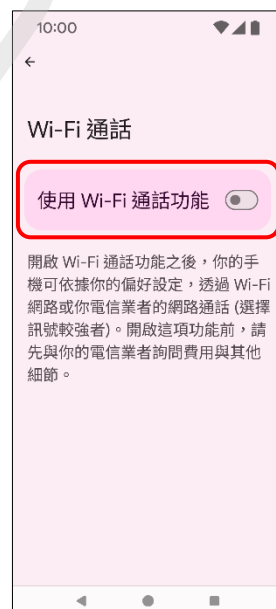 10:00
Wi-Fi 通話
使用 Wi-Fi 通話功能
開啟 Wi-Fi 通話功能之後，你的手
機可依據你的偏好設定，透過 Wi-Fi
網路或你電信業者的網路通話 (選擇
訊號較強者)。開啟這項功能前，請
先與你的電信業者詢問費用與其他
細節。